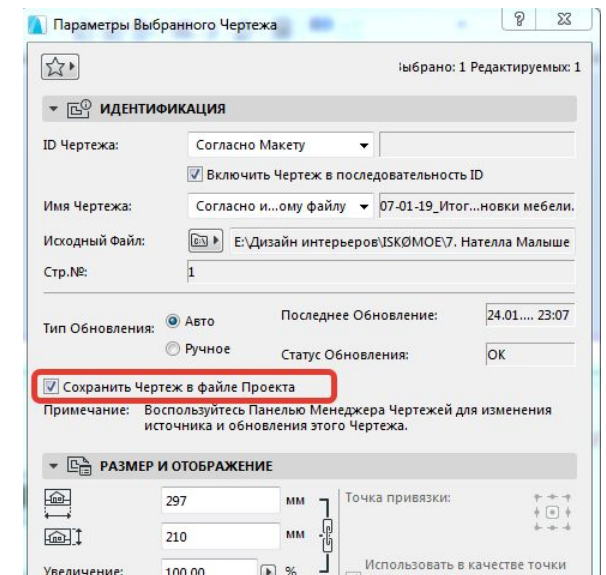 Параметры Выбранного Чертежа
ыбрано: 1 Редактируемых: 1
ИДЕНТИФИКАЦИЯ
ID Чертежа: Согласно Макету
Включить Чертеж в последовательность ID
Имя Чертежа: Согласно и...ому файлу 07-01-19_Итог...новки мебели.
Исходный Файл: E:\Дизайн интерьеров\ISKØMOE\7. Нателла Малыше
Стр.№: 1
Тип Обновления: Авто Последнее Обновление: 24.01.... 23:07
Ручное Статус Обновления: OK
Сохранить Чертеж в файле Проекта
Примечание: Воспользуйтесь Панелью Менеджера Чертежей для изменения
источника и обновления этого Чертежа.
РАЗМЕР И ОТОБРАЖЕНИЕ
297 мм Точка привязки:
210 мм
Увеличение: 100,00 % Использовать в качестве точки